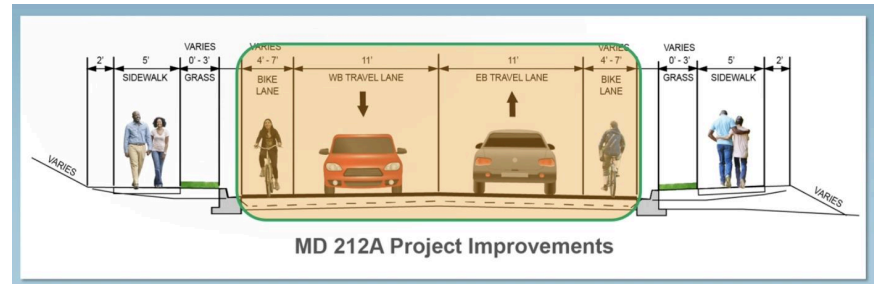 VARIES VARIES VARIES VARIES
2' 5' 0' - 3' 4' - 7' 11' 11' 4' - 7' 0' - 3' 5' 2'
SIDEWALK GRASS BIKE WB TRAVEL LANE EB TRAVEL LANE BIKE GRASS SIDEWALK
LANE LANE
VARIES
VARIES
MD 212A Project Improvements